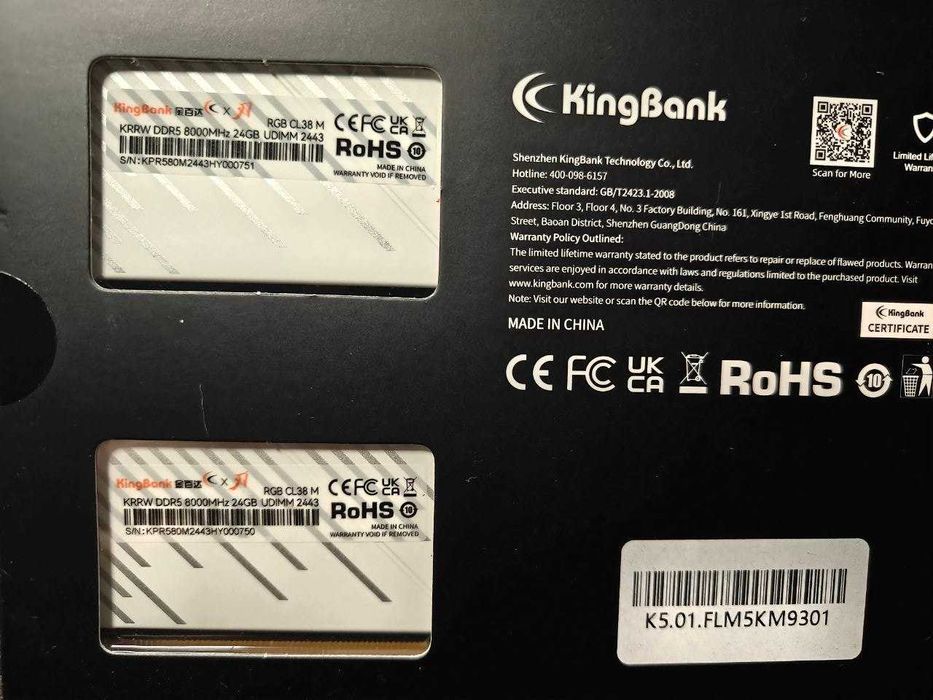 KingBank 金百达 X
RGB CL38 M
KRRW DDR5 8000MHz 24GB UDIMM 2443
S/N: KPR580M2443HY000751
CE FC UK CA
RoHS 10
MADE IN CHINA
WARRANTY VOID IF REMOVED
KingBank
Scan for More
Limited
Warran
Shenzhen KingBank Technology Co., Ltd.
Hotline: 400-098-6157
Executive standard: GB/T2423.1-2008
Address: Floor 3, Floor 4, No. 3 Factory Building, No. 161, Xingye 1st Road, Fenghuang Community, Fuyo
Street, Baoan District, Shenzhen GuangDong China
Warranty Policy Outlined:
The limited lifetime warranty stated to the product refers to repair or replace of flawed products. Warran
services are enjoyed in accordance with laws and regulations limited to the purchased product. Visit
www.kingbank.com for more warranty details.
Note: Visit our website or scan the QR code below for more information.
MADE IN CHINA
KingBank
CERTIFICATE
CE FC UK CA RoHS 10
KingBank 金百达 X
RGB CL38 M
KRRW DDR5 8000MHz 24GB UDIMM 2443
S/N: KPR580M2443HY000750
CE FC UK CA
RoHS 10
MADE IN CHINA
WARRANTY VOID IF REMOVED
K5.01.FLM5KM9301